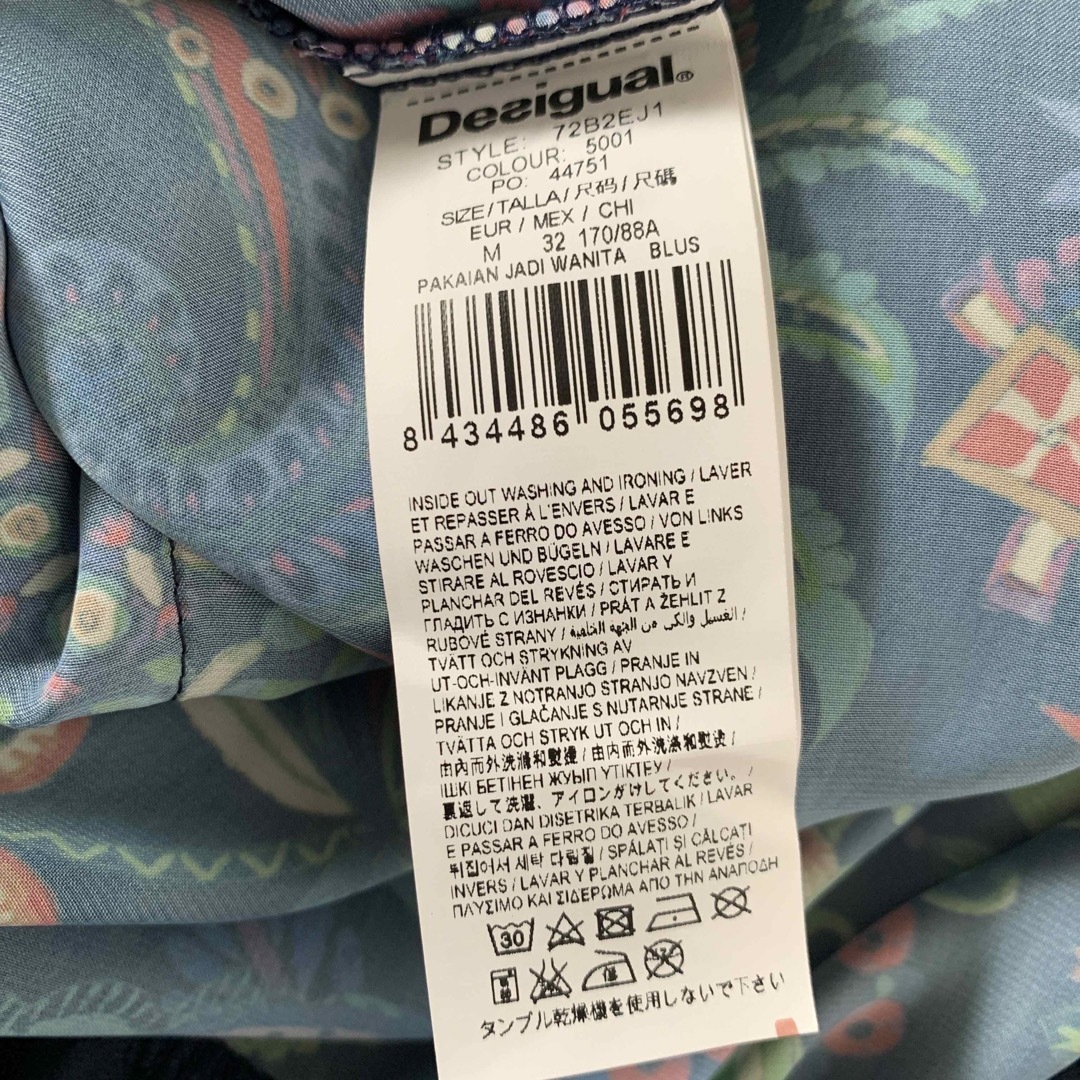 Desigual®
STYLE: 72B2EJ1
COLOUR: 5001
PO: 44751
SIZE/TALLA/尺码/尺碼
EUR / MEX / CHI
M 32 170/88A
PAKAIAN JADI WANITA BLUS
8 434486 055698
INSIDE OUT WASHING AND IRONING / LAVER
ET REPASSER À L'ENVERS / LAVAR E
PASSAR A FERRO DO AVESSO / VON LINKS
WASCHEN UND BÜGELN / LAVARE E
STIRARE AL ROVESCIO / LAVAR Y
PLANCHAR DEL REVÉS / СТИРАТЬ И
ГЛАДИТЬ С ИЗНАНКИ / PRÁT A ŽEHLIT Z
RUBOVÉ STRANY / الغسيل والكي من الجهة الخلفية /
TVÄTT OCH STRYKNING AV
UT-OCH-INVÄNT PLAGG / PRANJE IN
LIKANJE Z NOTRANJO STRANJO NAVZVEN /
PRANJE I GLAČANJE S NUTARNJE STRANE /
TVÄTTA OCH STRYK UT OCH IN /
由内而外洗滌和熨燙 / 由内而外洗涤和熨烫 /
ІШКІ БЕТІНЕН ЖУЫП ҮТІКТЕУ /
裏返して洗濯、アイロンがけしてください。 /
DICUCI DAN DISETRIKA TERBALIK / LAVAR
E PASSAR A FERRO DO AVESSO /
뒤집어서 세탁 다림질 / SPĂLAȚI ȘI CĂLCAȚI
INVERS / LAVAR Y PLANCHAR AL REVÉS /
ΠΛΥΣΙΜΟ ΚΑΙ ΣΙΔΕΡΩΜΑ ΑΠΟ ΤΗΝ ΑΝΑΠΟΔΗ
30
低
タンブル乾燥機を使用しないで下さい